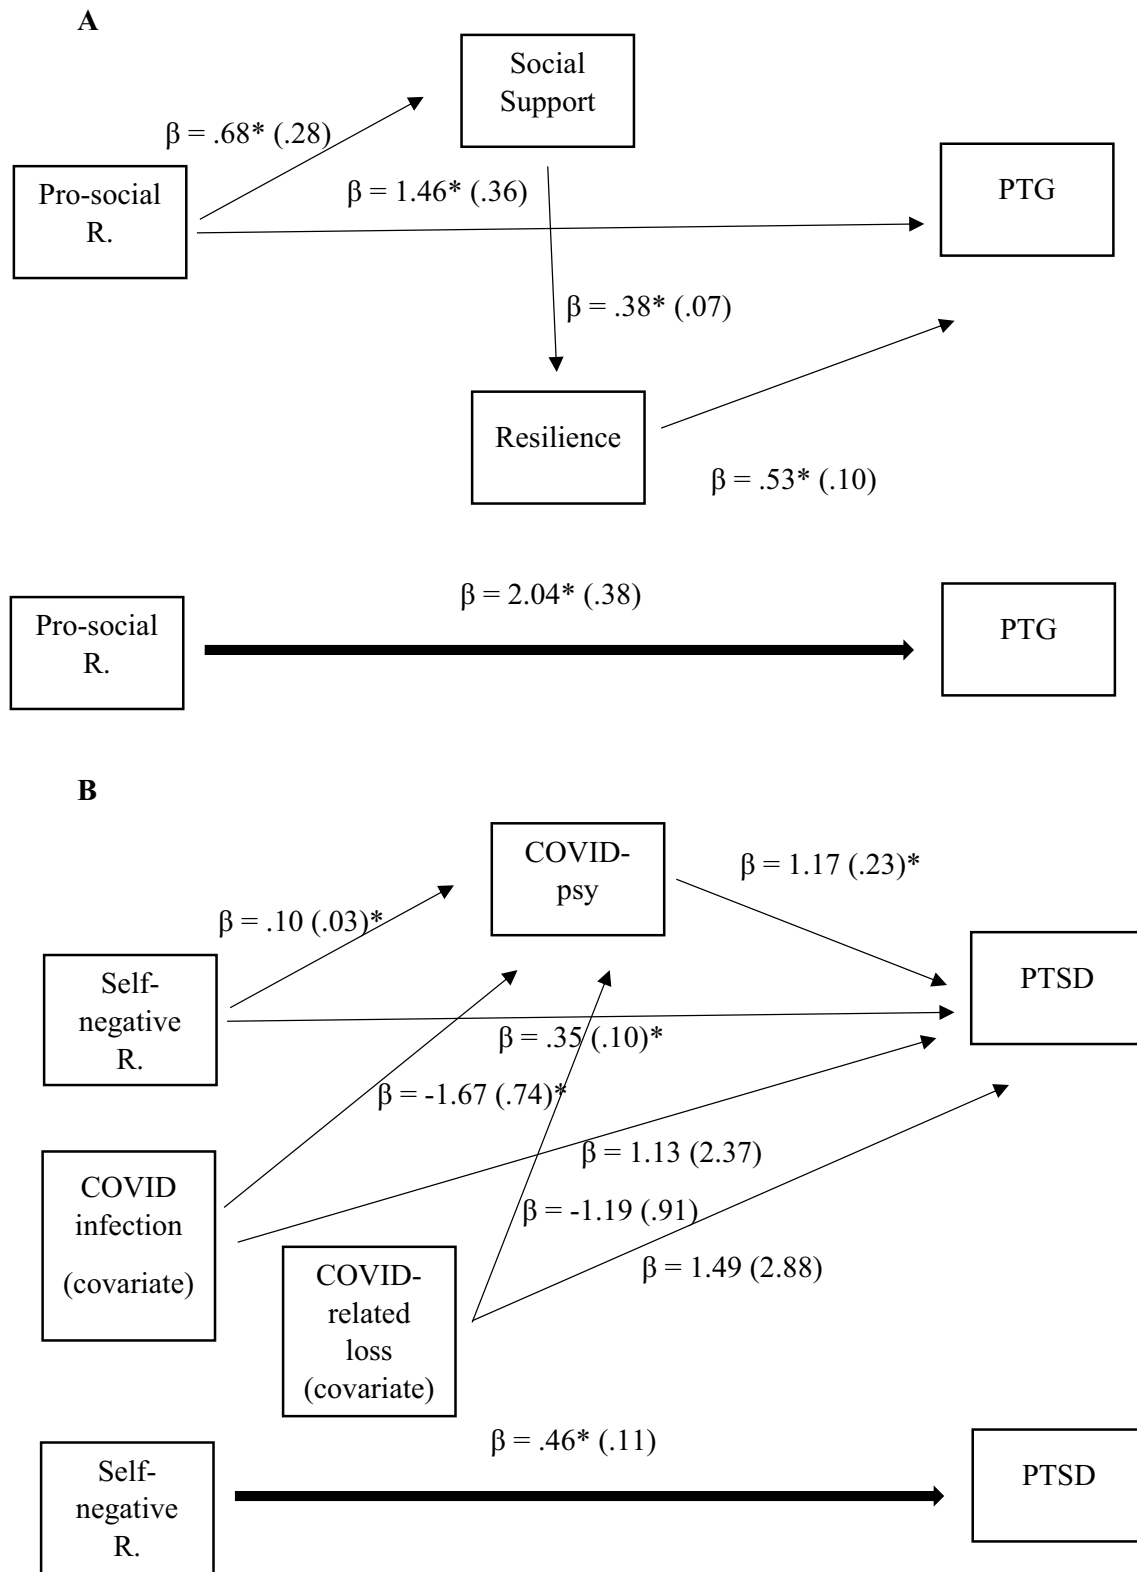 A
Social
Support
β = .68* (.28)
Pro-social
R.
β = 1.46* (.36)
PTG
β = .38* (.07)
Resilience
β = .53* (.10)
β = 2.04* (.38)
Pro-social
R.
PTG
B
COVID-
psy
β = 1.17 (.23)*
β = .10 (.03)*
Self-
negative
R.
PTSD
β = .35 (.10)*
β = -1.67 (.74)*
β = 1.13 (2.37)
COVID
infection
(covariate)
β = -1.19 (.91)
β = 1.49 (2.88)
COVID-
related
loss
(covariate)
β = .46* (.11)
Self-
negative
R.
PTSD